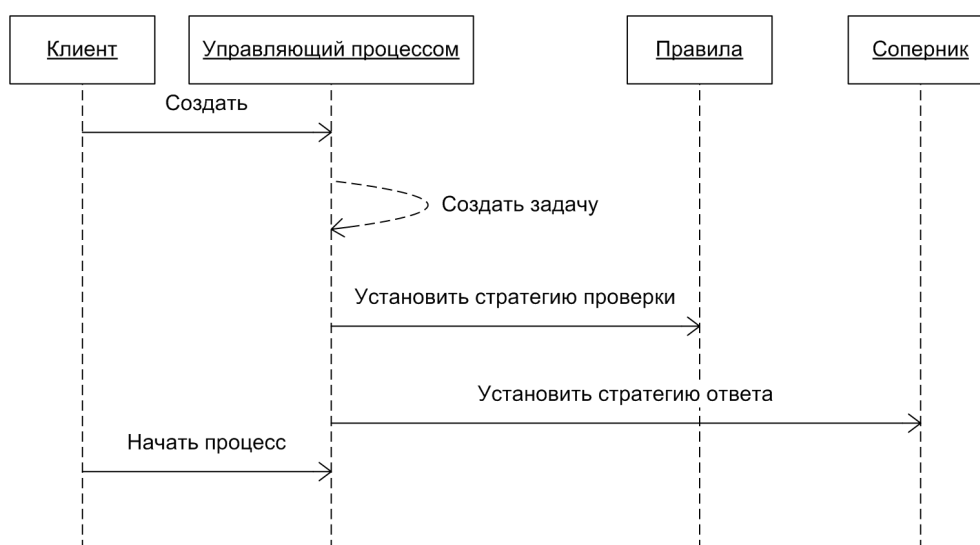 Клиент
Управляющий процессом
Правила
Соперник
Создать
Создать задачу
Установить стратегию проверки
Установить стратегию ответа
Начать процесс